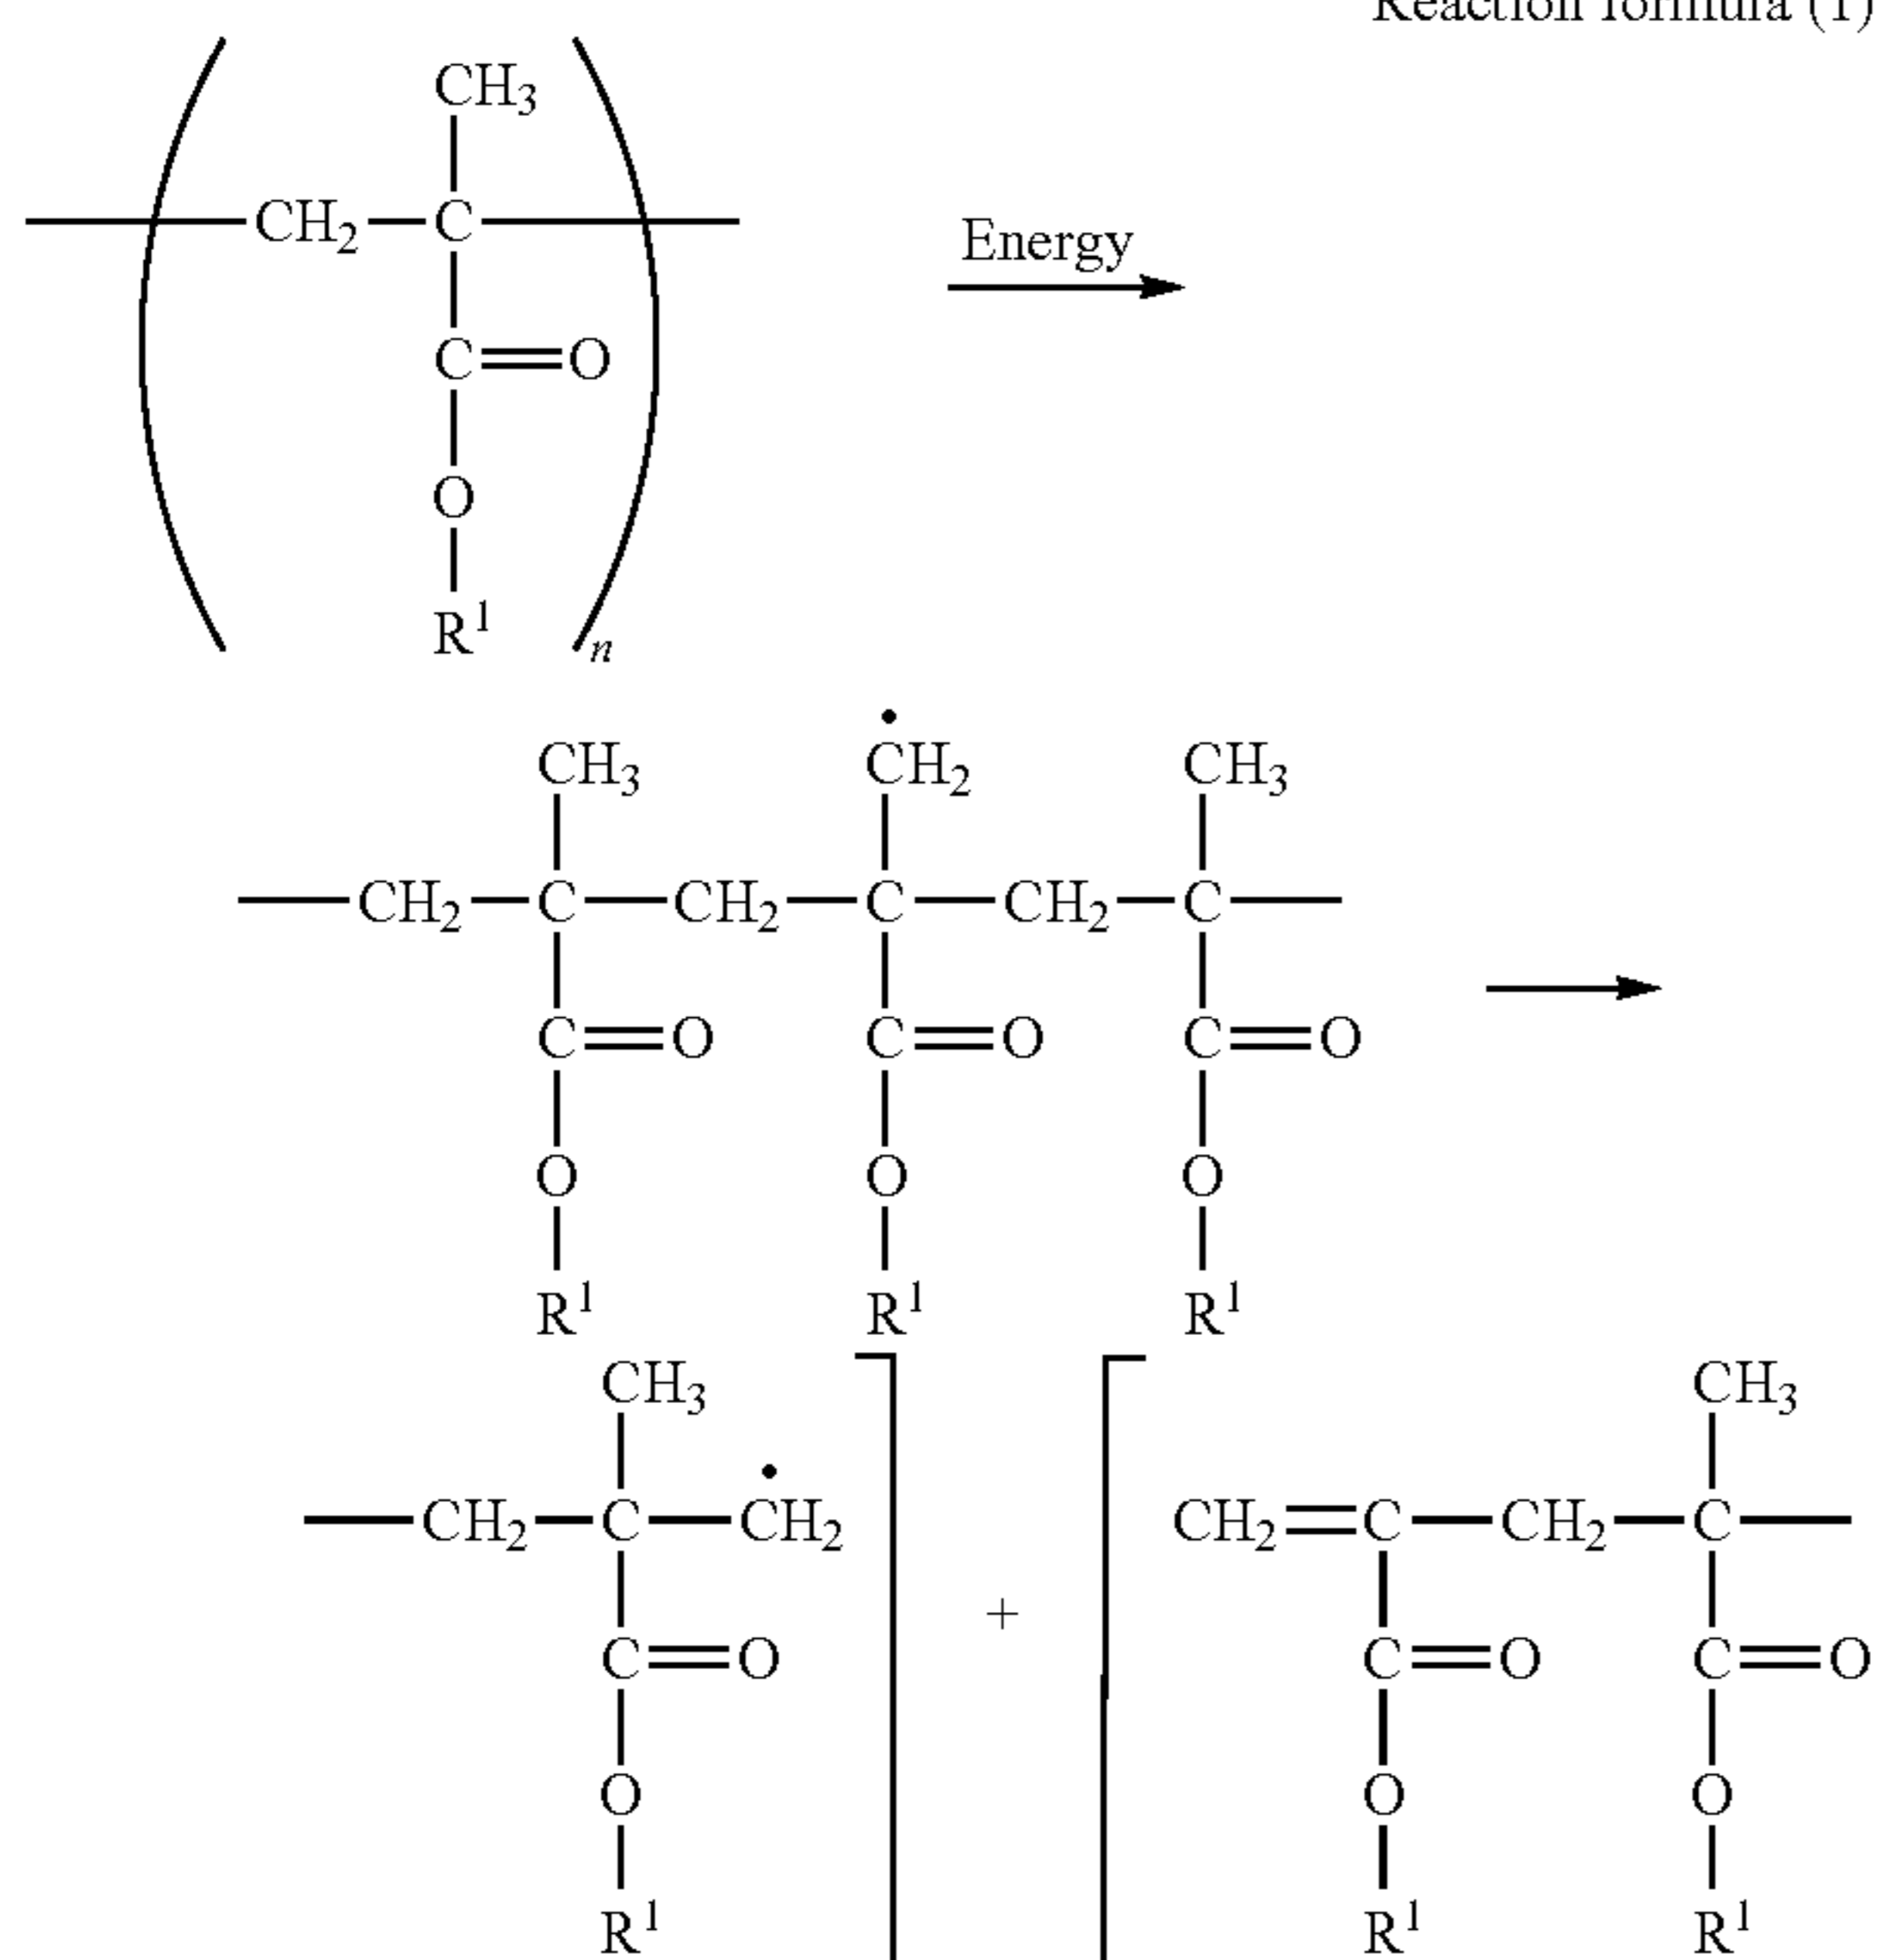 Reaction formula (1)
CH3
CH2 C
Energy
C O
O
R1
n
•
CH3 CH2 CH3
CH2 C CH2 C CH2 C
C O C O C O
O O O
R1 R1 R1
CH3 CH3
•
CH2 C CH2 CH2 C CH2 C
+
C O C O C O
O O O
R1 R1 R1